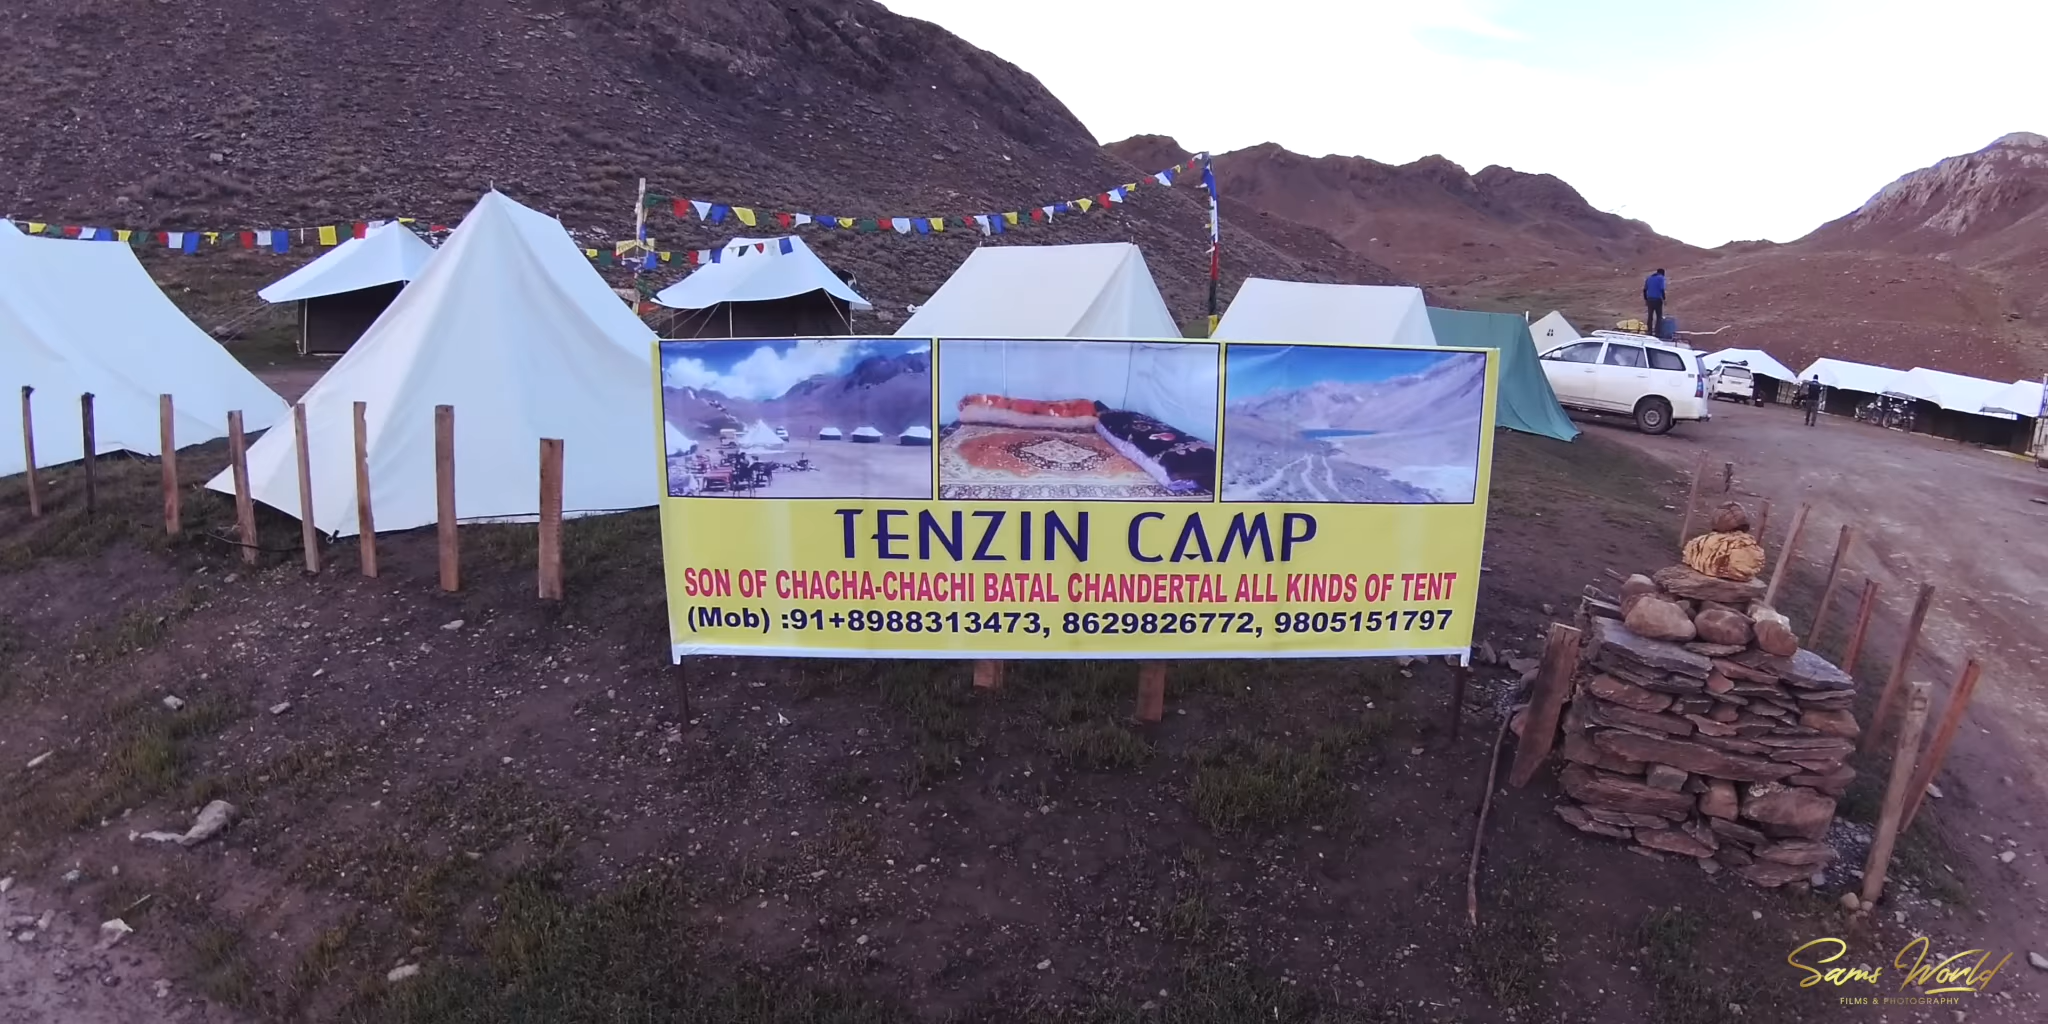 TENZIN CAMP
SON OF CHACHA-CHACHI BATAL CHANDERTAL ALL KINDS OF TENT
(Mob) :91+8988313473, 8629826772, 9805151797
Sams World
FILMS & PHOTOGRAPHY